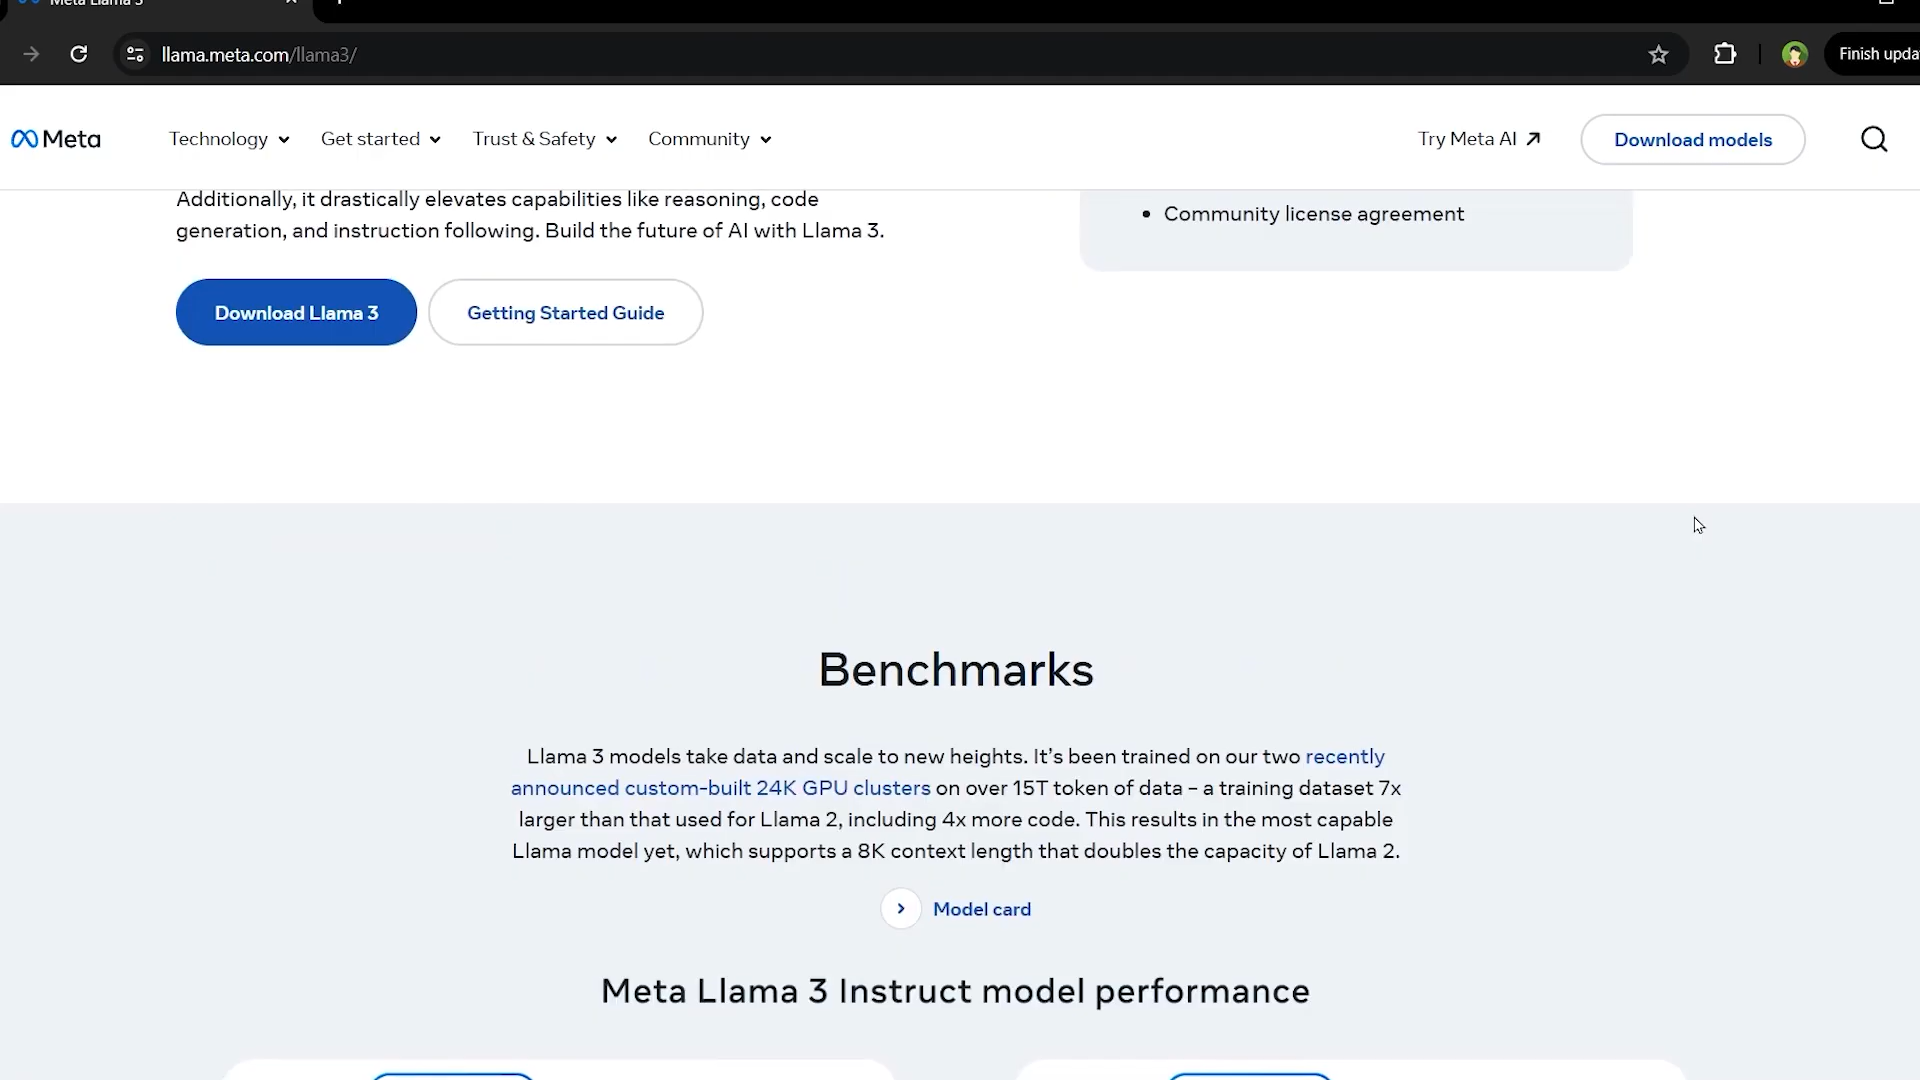 Meta Llama 3
llama.meta.com/llama3/
Finish upda
Meta
Technology
Get started
Trust & Safety
Community
Try Meta AI
Download models
Additionally, it drastically elevates capabilities like reasoning, code
generation, and instruction following. Build the future of AI with Llama 3.
• Community license agreement
Download Llama 3
Getting Started Guide
Benchmarks
Llama 3 models take data and scale to new heights. It’s been trained on our two recently
announced custom-built 24K GPU clusters on over 15T token of data – a training dataset 7x
larger than that used for Llama 2, including 4x more code. This results in the most capable
Llama model yet, which supports a 8K context length that doubles the capacity of Llama 2.
Model card
Meta Llama 3 Instruct model performance